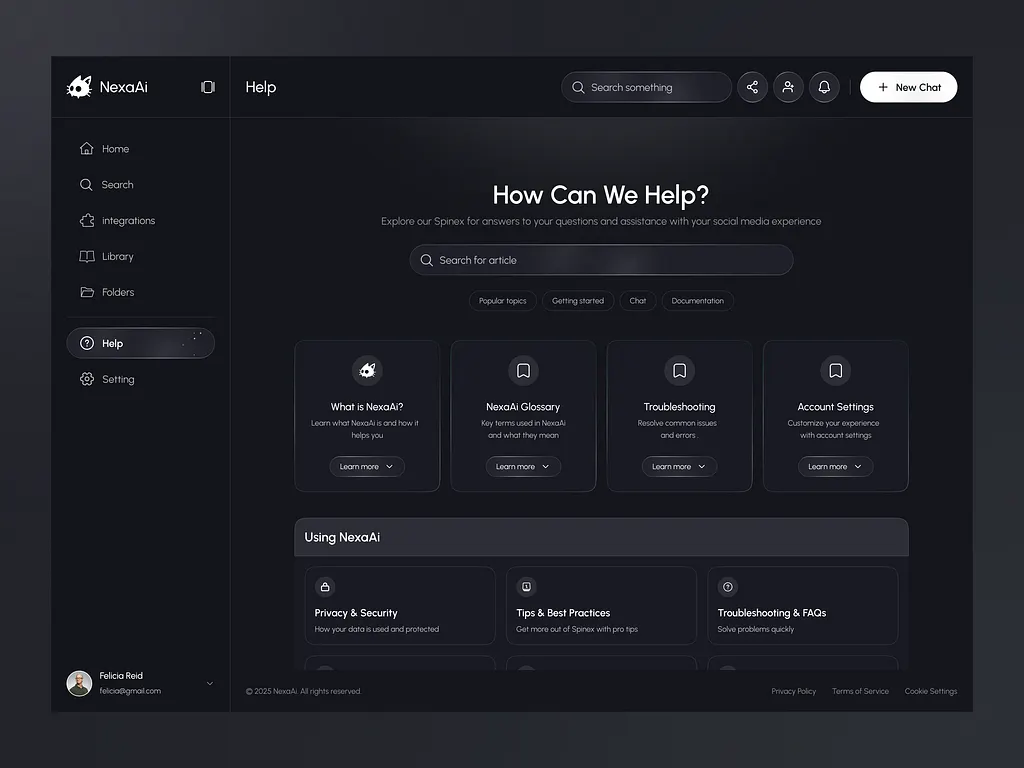 NexaAi
Help
Search something
New Chat
Home
Search
integrations
Library
Folders
Help
Setting
How Can We Help?
Explore our Spinex for answers to your questions and assistance with your social media experience
Search for article
Popular topics
Getting started
Chat
Documentation
What is NexaAi?
Learn what NexaAi is and how it
helps you
Learn more
NexaAi Glossary
Key terms used in NexaAi
and what they mean
Learn more
Troubleshooting
Resolve common issues
and errors .
Learn more
Account Settings
Customize your experience
with account settings
Learn more
Using NexaAi
Privacy & Security
How your data is used and protected
Tips & Best Practices
Get more out of Spinex with pro tips
Troubleshooting & FAQs
Solve problems quickly
Felicia Reid
felicia@gmail.com
© 2025 NexaAi. All rights reserved.
Privacy Policy
Terms of Service
Cookie Settings